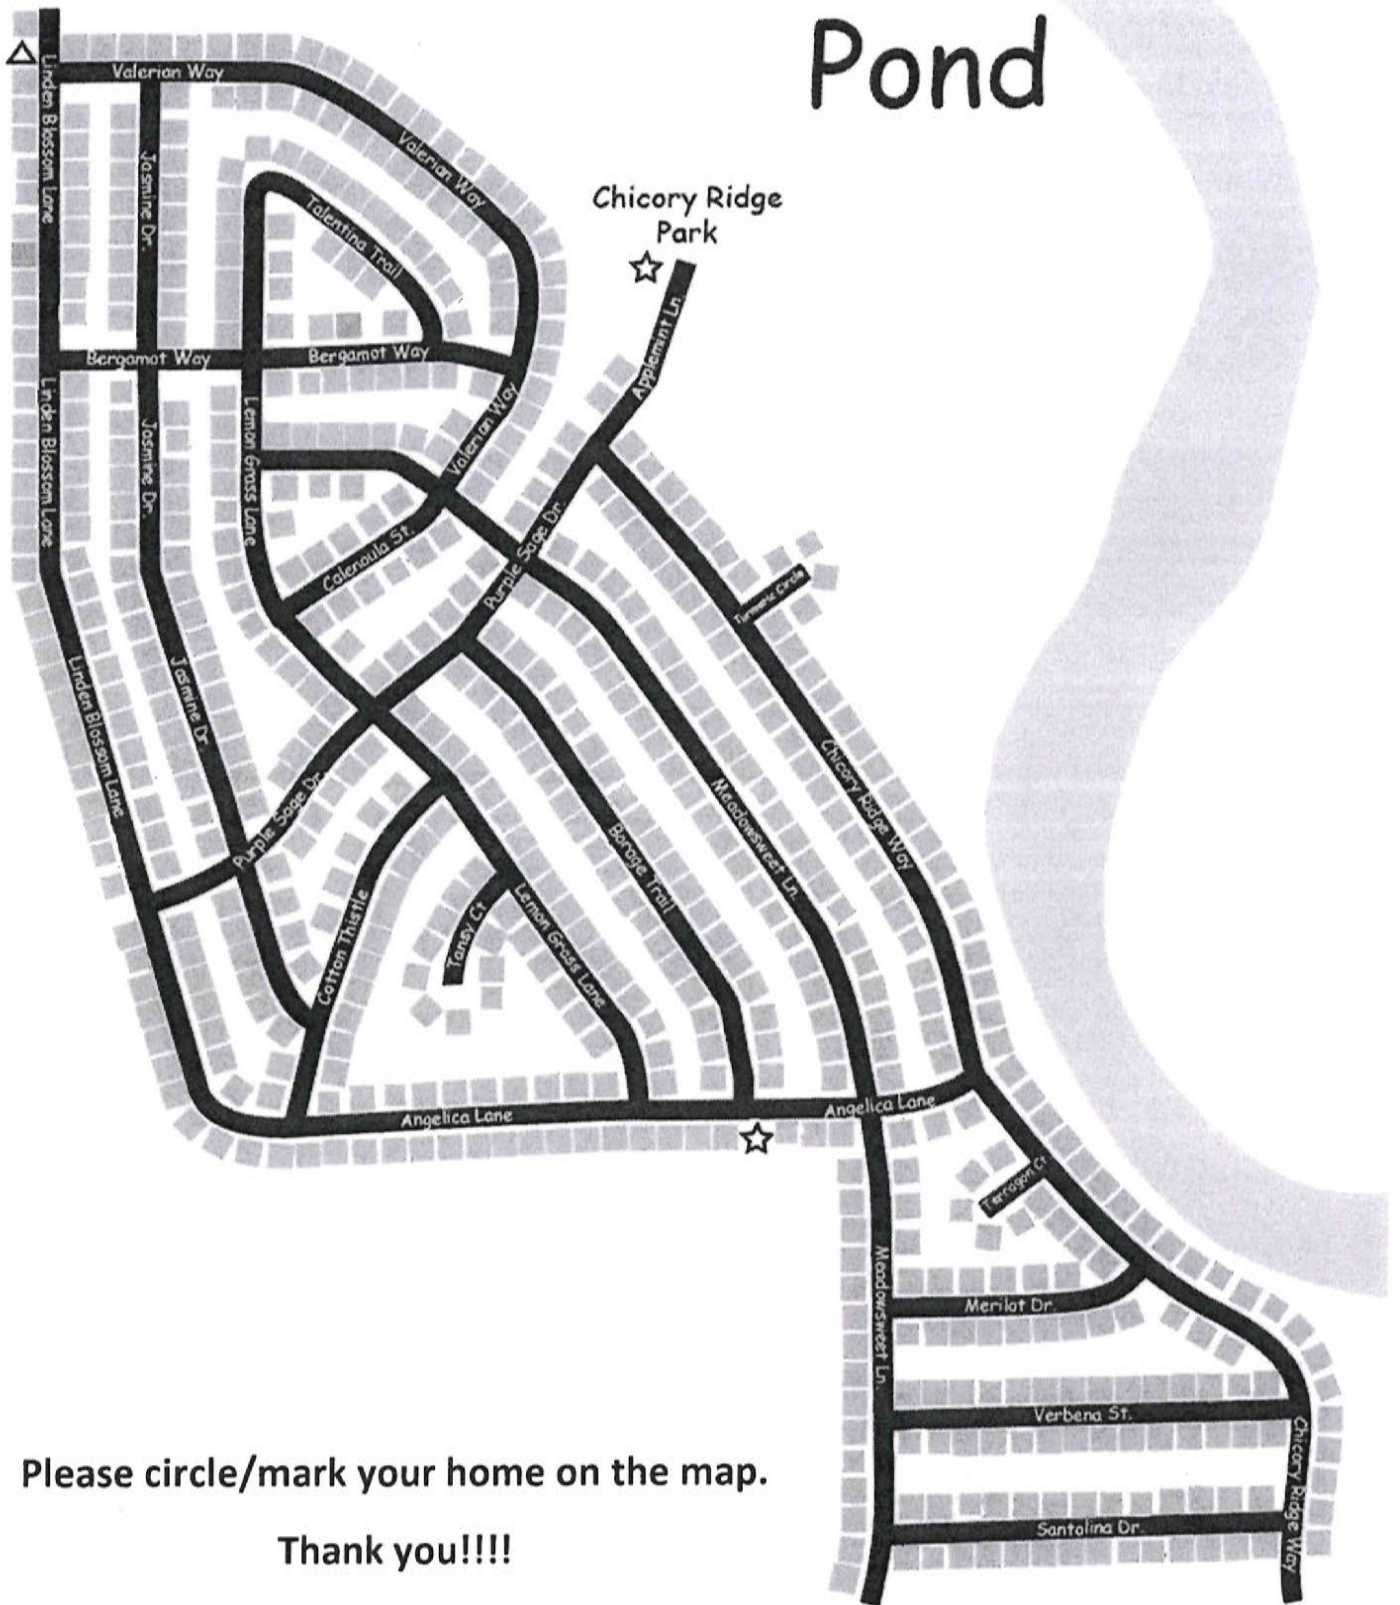 Pond
Valerian Way
Linden Blossom Lane
Jasmine Dr.
Valerian Way
Talentina Trail
Chicory Ridge
Park
Applemint Ln
Bergamot Way
Bergamot Way
Linden Blossom Lane
Jasmine Dr.
Lemon Grass Lane
Valerian Way
Purple Sage Dr.
Calenoula St.
Turmeric Circle
Linden Blossom Lane
Jasmine Dr.
Purple Sage Dr.
Chicory Ridge Way
Meadowsweet Ln.
Borage Trail
Cotton Thistle
Tansy Ct
Lemon Grass Lane
Angelica Lane
Angelica Lane
Terragon Ct
Meadowsweet Ln.
Merilot Dr.
Verbena St.
Chicory Ridge Way
Santolina Dr.
Please circle/mark your home on the map.
Thank you!!!!